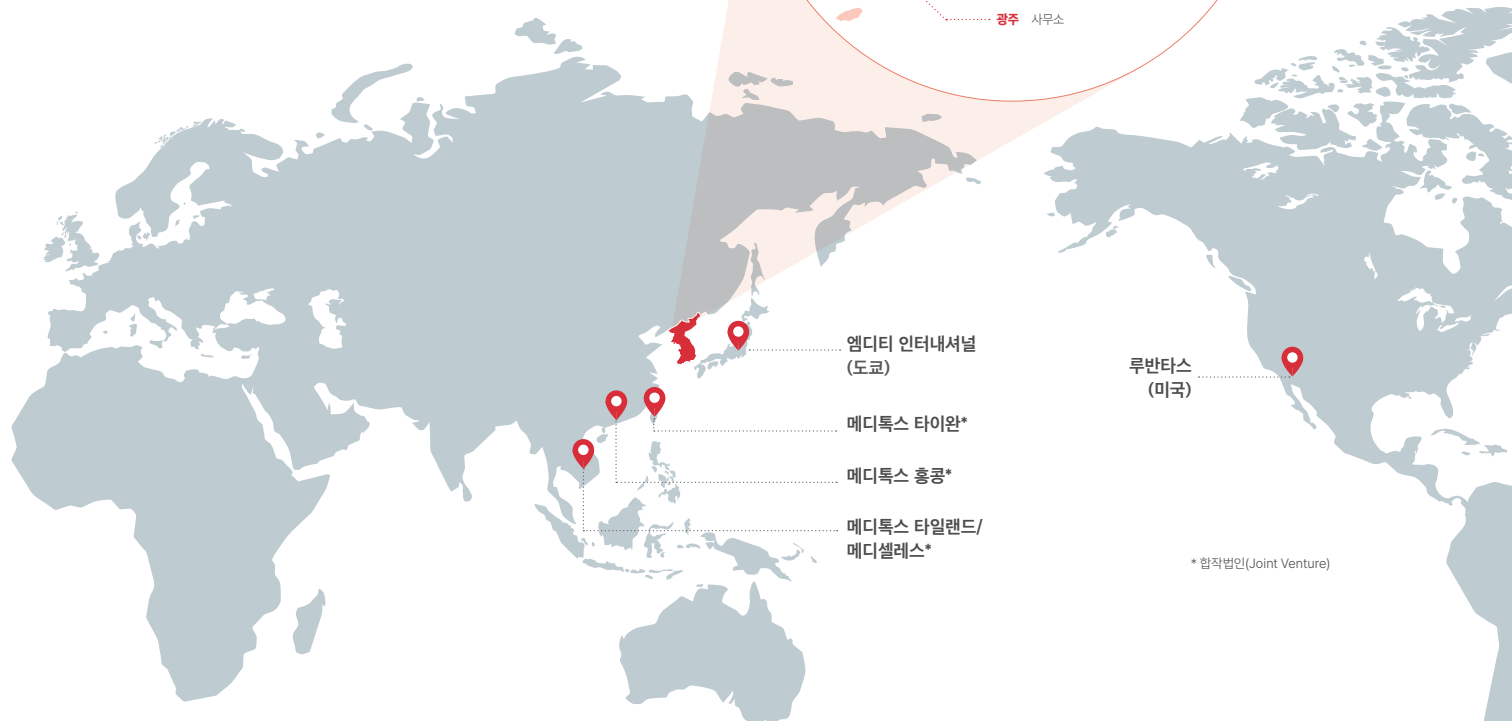 광주 사무소
엠디티 인터내셔널
(도쿄)
메디톡스 타이완*
메디톡스 홍콩*
메디톡스 타일랜드/
메디셀레스*
루반타스
(미국)
* 합작법인(Joint Venture)